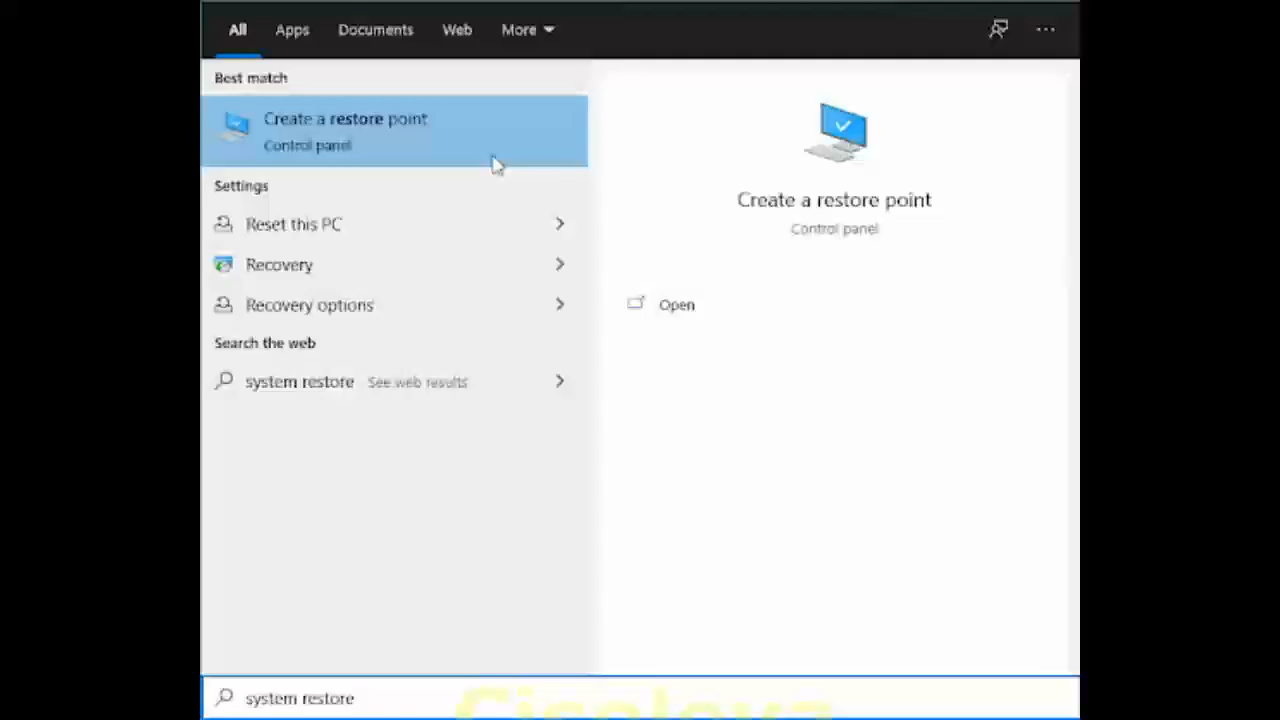 All Apps Documents Web More
Best match
Create a restore point
Control panel
Settings
Reset this PC
Recovery
Recovery options
Search the web
system restore See web results
Create a restore point
Control panel
Open
system restore